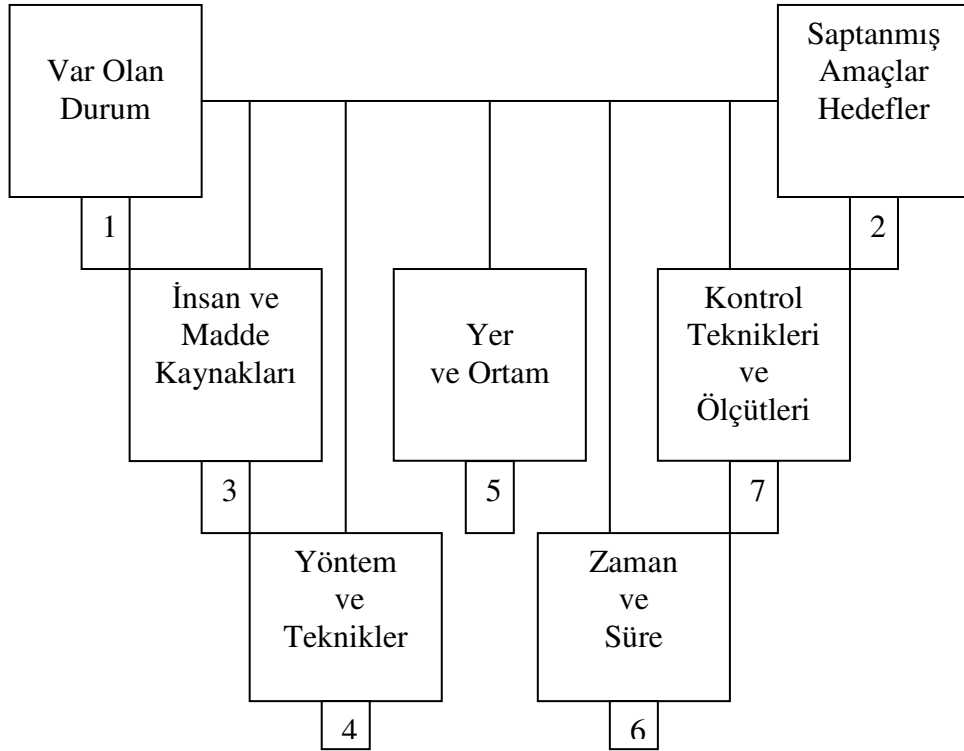 Var Olan
Durum
1
Saptanmış
Amaçlar
Hedefler
2
İnsan ve
Madde
Kaynakları
3
Yöntem
ve
Teknikler
4
Yer
ve Ortam
5
Zaman
ve
Süre
6
Kontrol
Teknikleri
ve
Ölçütleri
7